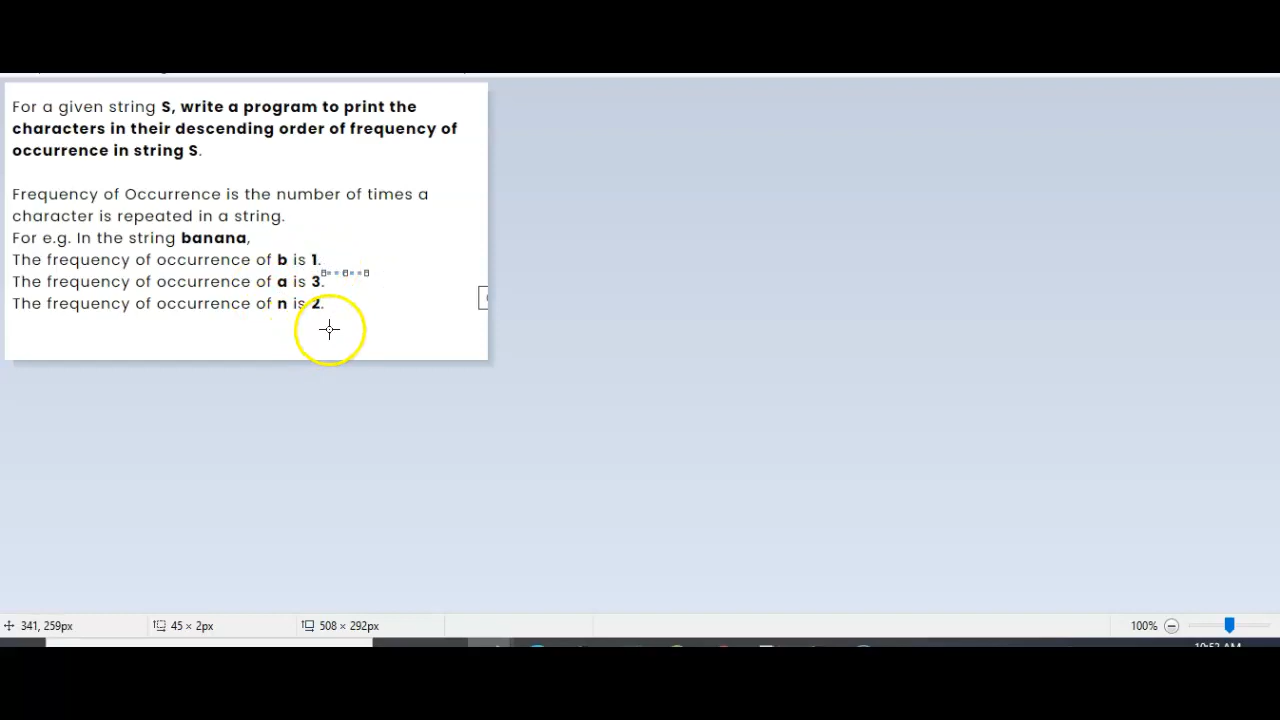 For a given string S, write a program to print the
characters in their descending order of frequency of
occurrence in string S.
Frequency of Occurrence is the number of times a
character is repeated in a string.
For e.g. In the string banana,
The frequency of occurrence of b is 1.
The frequency of occurrence of a is 3.
The frequency of occurrence of n is 2.
341, 259px
45 × 2px
508 × 292px
100%